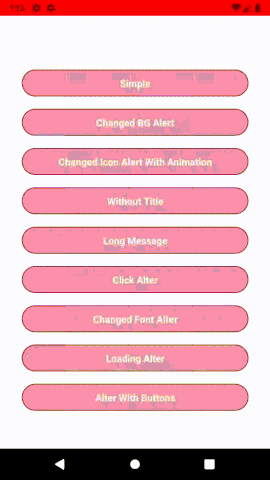 Simple
Changed BG Alert
Changed Icon Alert With Animation
Without Title
Long Message
Click Alter
Changed Font Alter
Loading Alter
Alter With Buttons